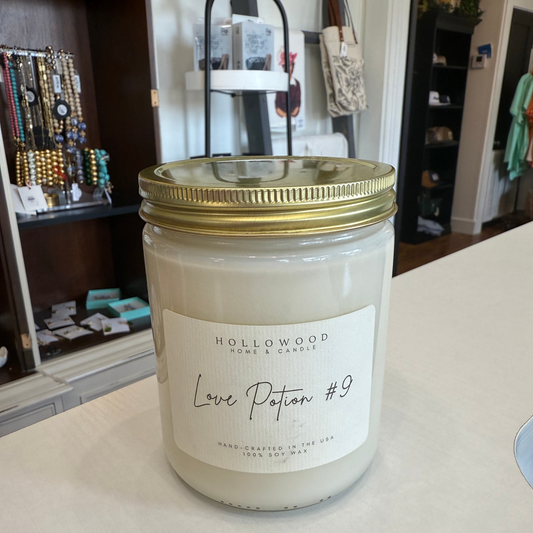 HOLLOWOOD
HOME & CANDLE
Love Potion #9
HAND-CRAFTED IN THE USA
100% SOY WAX